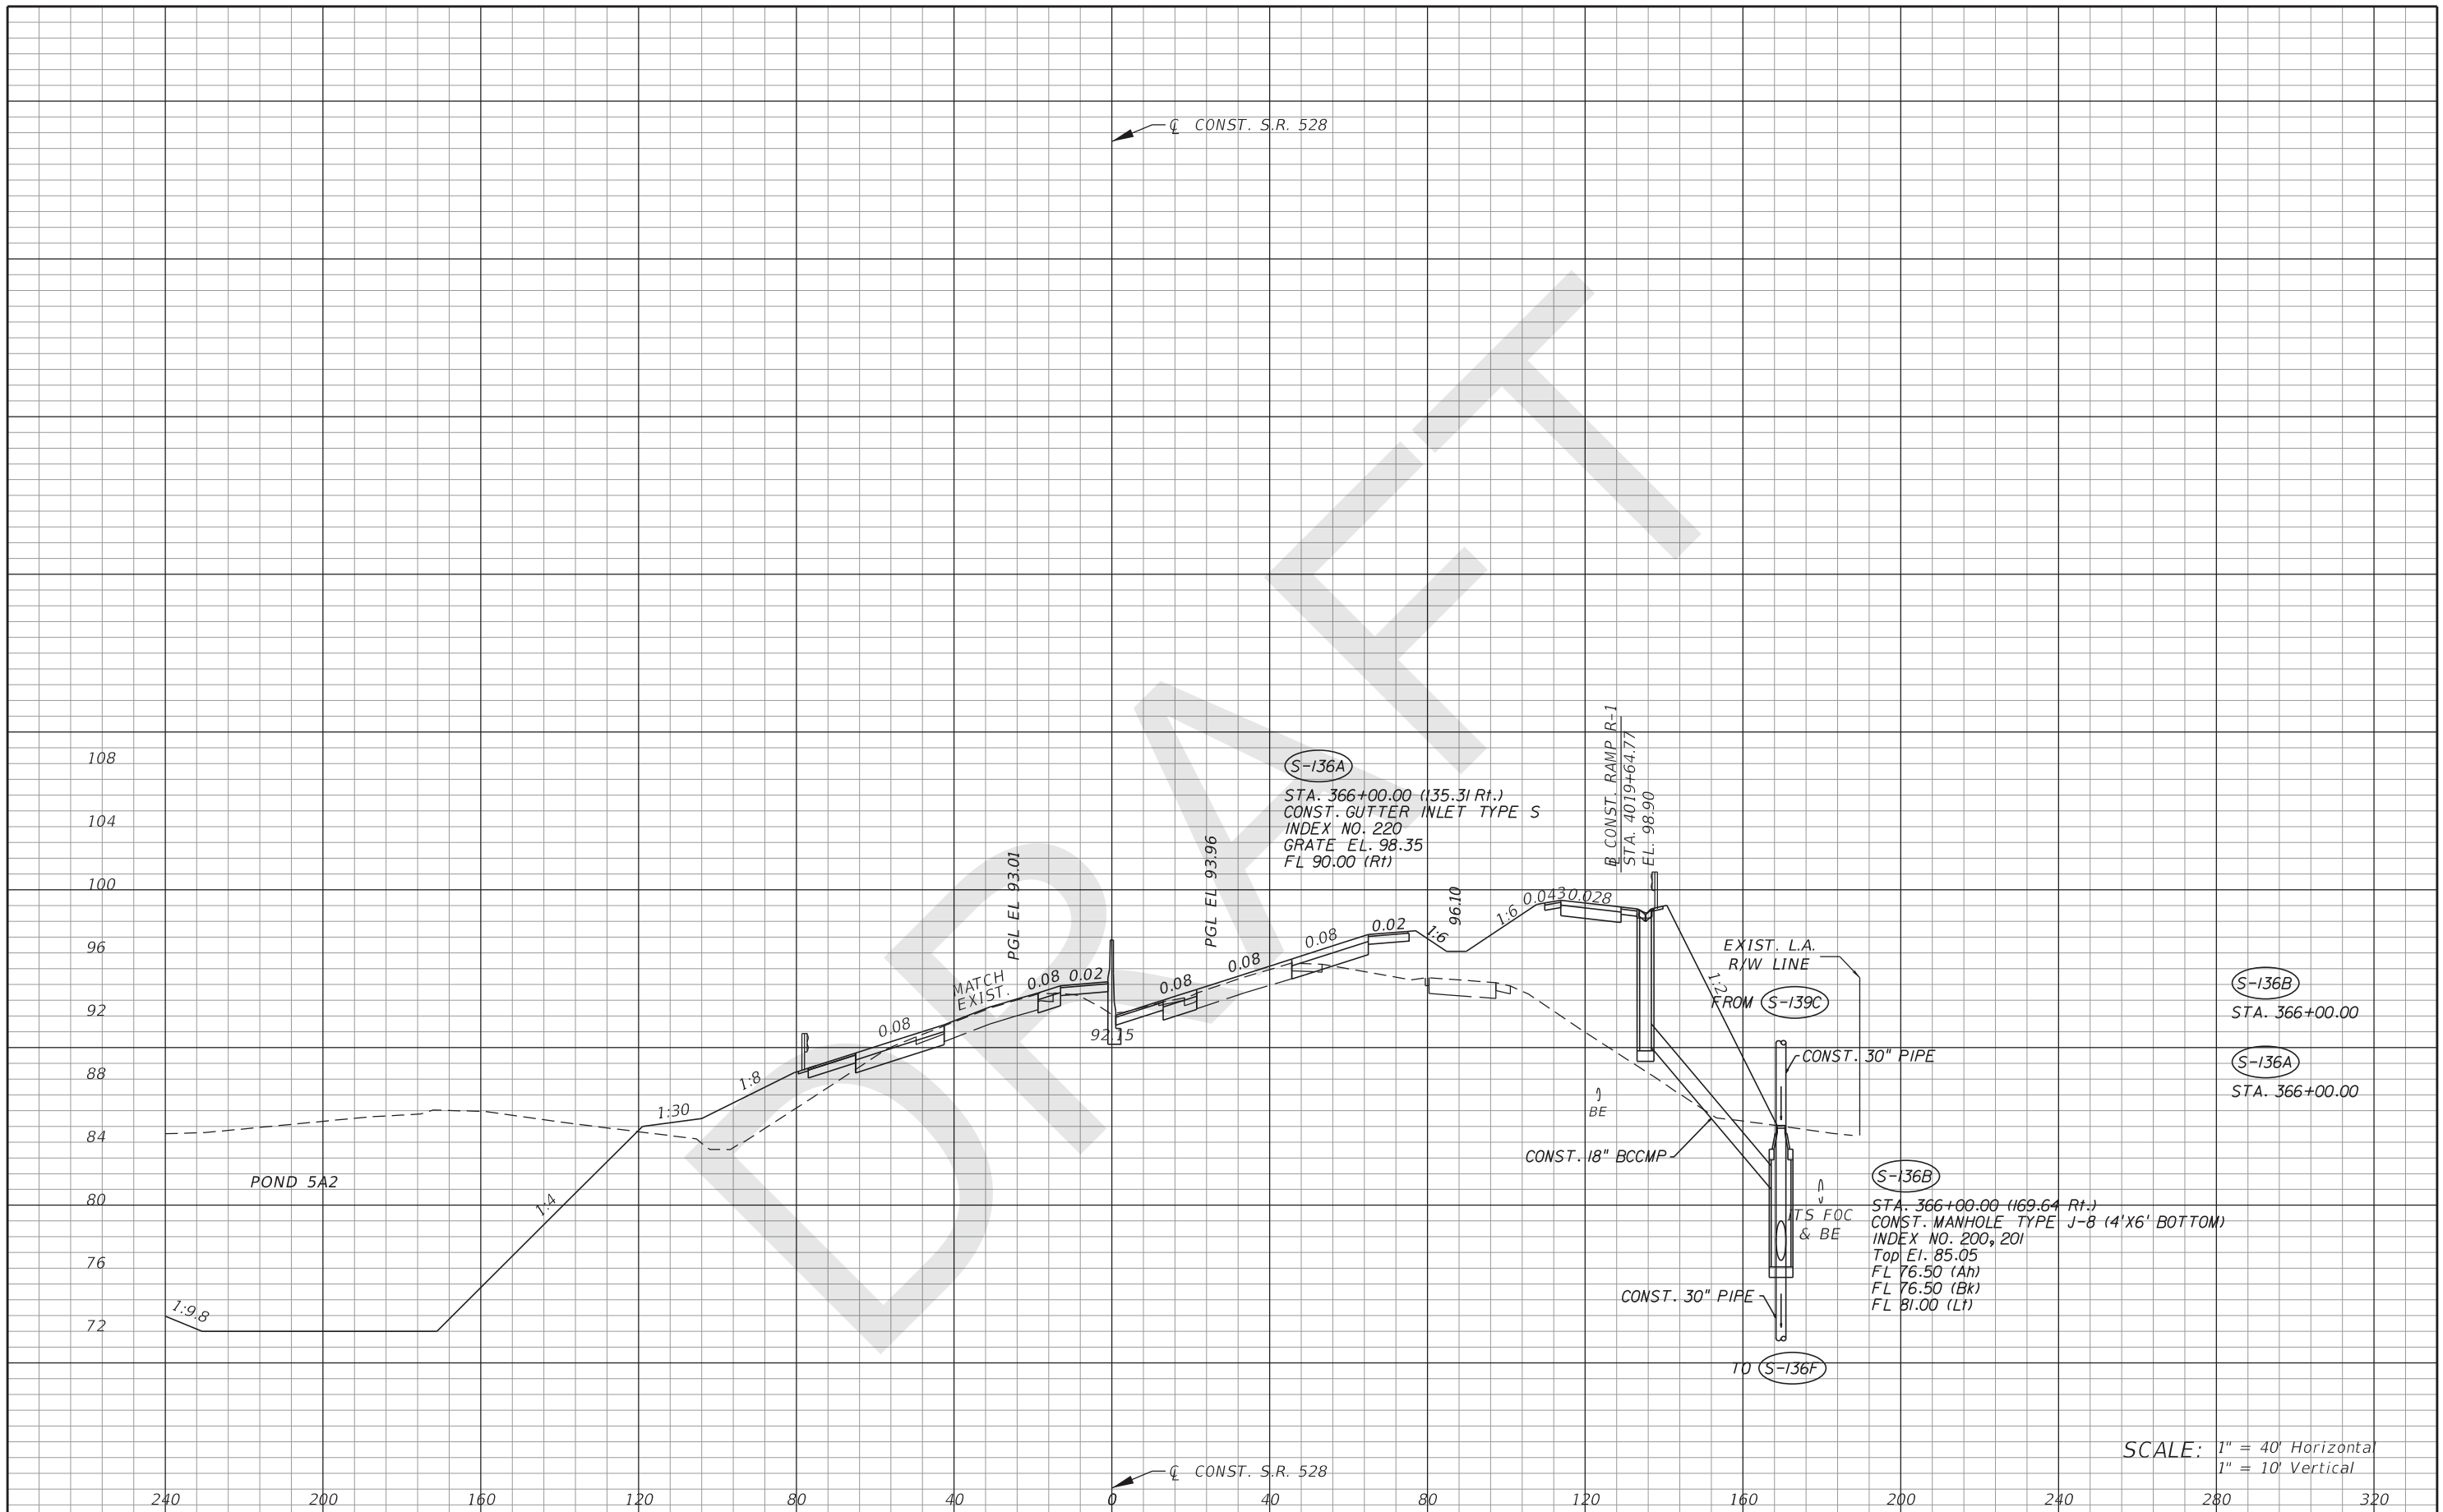 ℄ CONST. S.R. 528
DRAFT
108
104
100
96
92
88
84
80
76
72
S-136A
STA. 366+00.00 (135.31 Rt.)
CONST. GUTTER INLET TYPE S
INDEX NO. 220
GRATE EL. 98.35
FL 90.00 (Rt)
B CONST. RAMP R-1
STA. 4019+64.77
EL. 98.90
PGL EL 93.01
PGL EL 93.96
96.10
MATCH
EXIST.
0.08
0.08
0.02
92.15
0.08
0.08
0.08
0.02
1:6
1:6
0.043
0.028
1:2
EXIST. L.A.
R/W LINE
FROM S-139C
CONST. 30" PIPE
S-136B
STA. 366+00.00
S-136A
STA. 366+00.00
1:8
1:30
1:4
1:9.8
POND 5A2
BE
CONST. 18" BCCMP
ITS FOC
& BE
S-136B
STA. 366+00.00 (169.64 Rt.)
CONST. MANHOLE TYPE J-8 (4'X6' BOTTOM)
INDEX NO. 200, 201
Top El. 85.05
FL 76.50 (Ah)
FL 76.50 (Bk)
FL 81.00 (Lt)
CONST. 30" PIPE
TO S-136F
SCALE: 1" = 40' Horizontal
1" = 10' Vertical
℄ CONST. S.R. 528
240 200 160 120 80 40 0 40 80 120 160 200 240 280 320